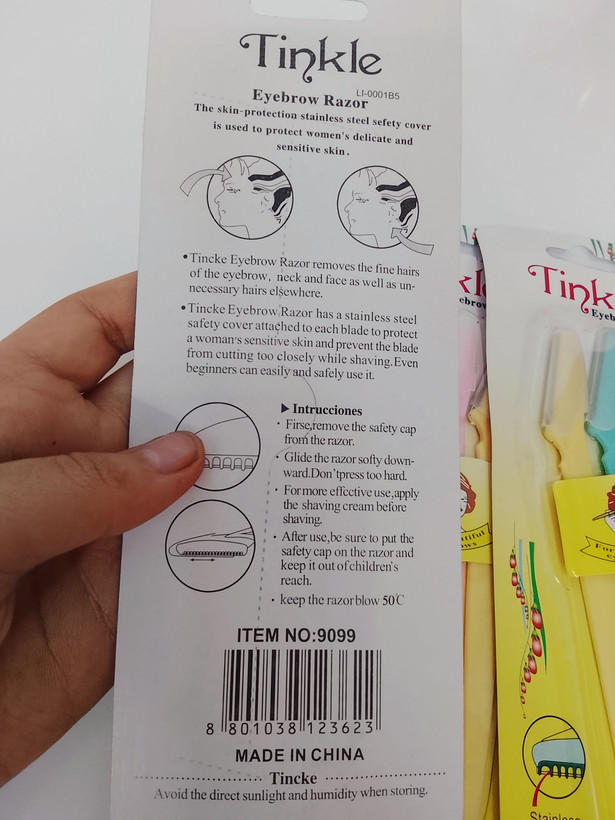 Tinkle
LI-0001B5
Eyebrow Razor
The skin-protection stainless steel sefety cover
is used to protect women's delicate and
sensitive skin.
•Tincke Eyebrow Razor removes the fine hairs
of the eyebrow, neck and face as well as un-
necessary hairs elsewhere.
•Tincke Eyebrow.Razor has a stainless steel
safety cover attached to each blade to protect
a woman's sensitive skin and prevent the blade
from cutting too closely while shaving.Even
beginners can easily and safely use it.
▶ Intrucciones
· Firse,remove the safety cap
from the razor.
· Glide the razor softy down-
ward.Don'tpress too hard.
· For more effective use,apply
the shaving cream before
shaving.
· After use,be sure to put the
safety cap on the razor and
keep it out of children's
reach.
· keep the razor blow 50℃
ITEM NO:9099
8 801038 123623
MADE IN CHINA
Tincke
Avoid the direct sunlight and humidity when storing.
kl
ebrow
tiful
ws
Tink
Eyeb
For
e
Stainless